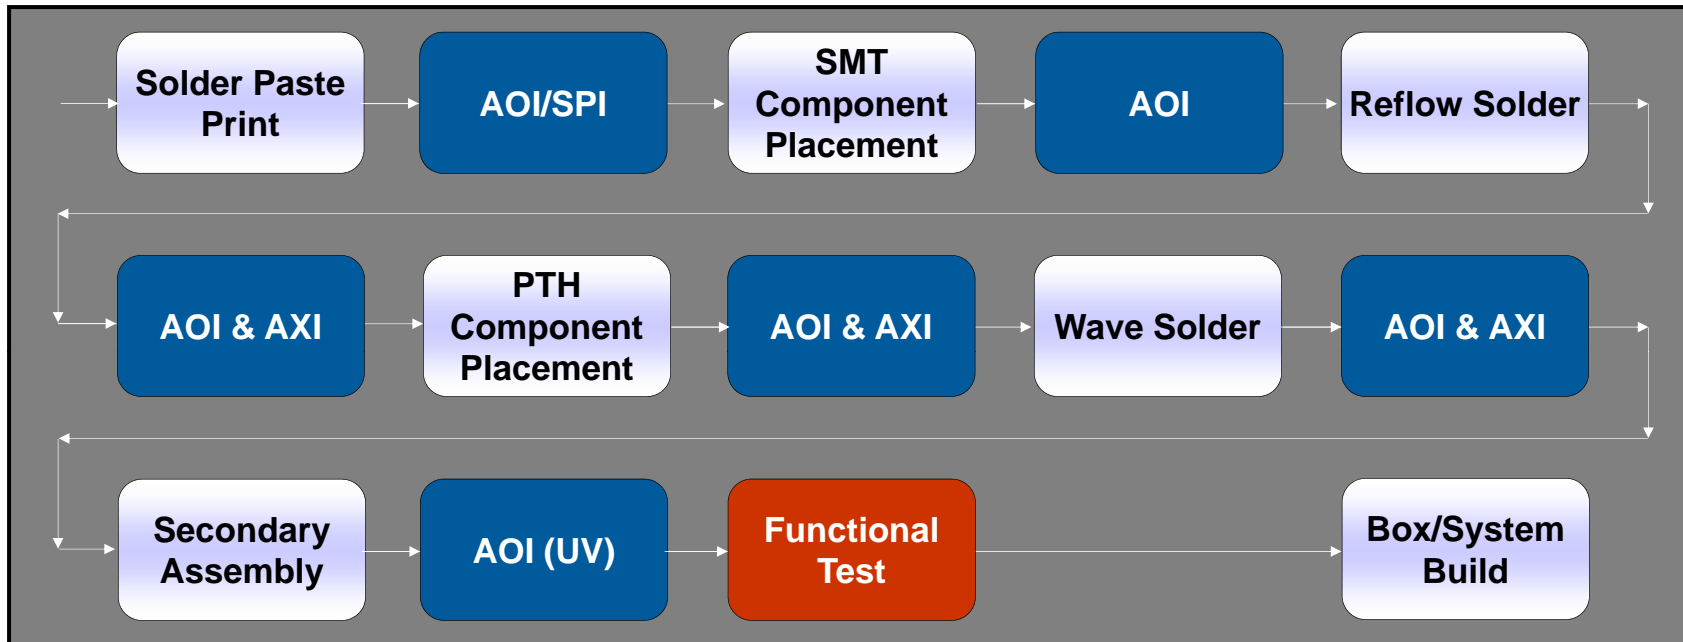 Solder Paste
Print
AOI/SPI
SMT
Component
Placement
AOI
Reflow Solder
AOI & AXI
PTH
Component
Placement
AOI & AXI
Wave Solder
AOI & AXI
Secondary
Assembly
AOI (UV)
Functional
Test
Box/System
Build